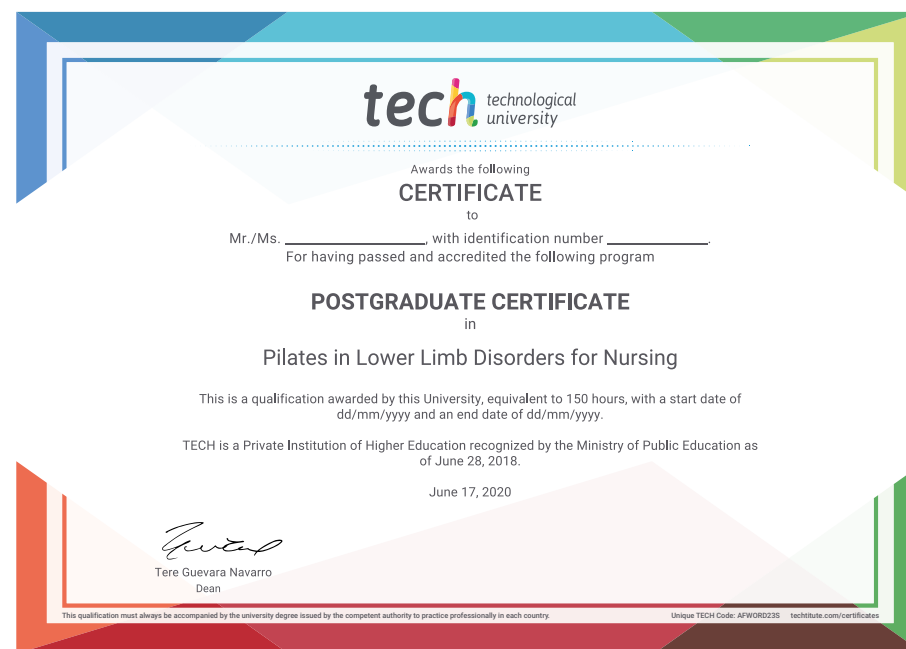 tech technological
university
Awards the following
CERTIFICATE
to
Mr./Ms. ____________________, with identification number ______________.
For having passed and accredited the following program
POSTGRADUATE CERTIFICATE
in
Pilates in Lower Limb Disorders for Nursing
This is a qualification awarded by this University, equivalent to 150 hours, with a start date of
dd/mm/yyyy and an end date of dd/mm/yyyy.
TECH is a Private Institution of Higher Education recognized by the Ministry of Public Education as
of June 28, 2018.
June 17, 2020
Tere Guevara Navarro
Dean
This qualification must always be accompanied by the university degree issued by the competent authority to practice professionally in each country.
Unique TECH Code: AFWORD23S techtitute.com/certificates